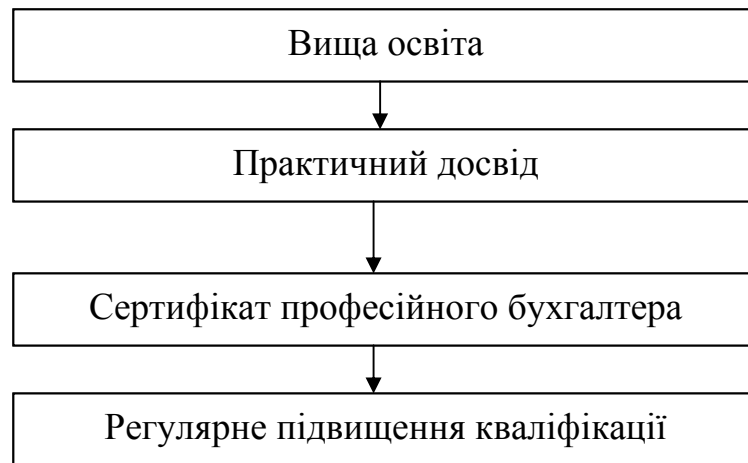 Вища освіта
Практичний досвід
Сертифікат професійного бухгалтера
Регулярне підвищення кваліфікації